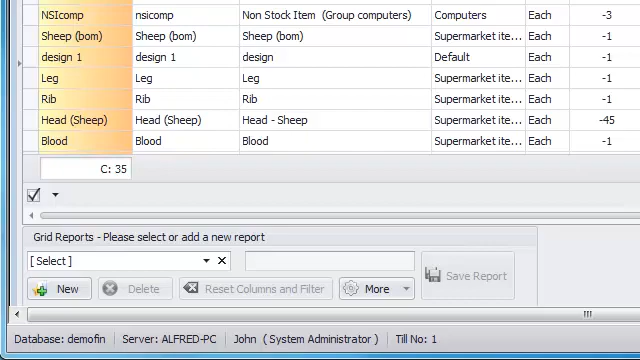 NSIcomp nsicomp Non Stock Item (Group computers) Computers Each -3
Sheep (bom) Sheep (bom) Sheep (bom) Supermarket ite... Each -1
design 1 design 1 design Default Each -1
Leg Leg Leg Supermarket ite... Each -1
Rib Rib Rib Supermarket ite... Each -1
Head (Sheep) Head (Sheep) Head - Sheep Supermarket ite... Each -45
Blood Blood Blood Supermarket ite... Each -1
C: 35
Grid Reports - Please select or add a new report
[ Select ]
New Delete Reset Columns and Filter More Save Report
Database: demofin Server: ALFRED-PC John ( System Administrator ) Till No: 1